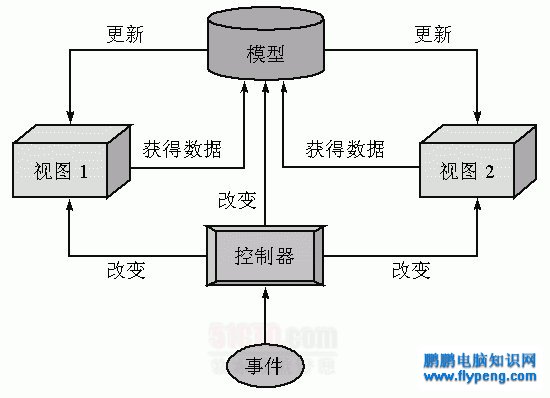 更新
模型
更新
视图 1
获得数据
获得数据
视图 2
改变
改变
控制器
改变
事件
鹏鹏电脑知识网
www.flypeng.com